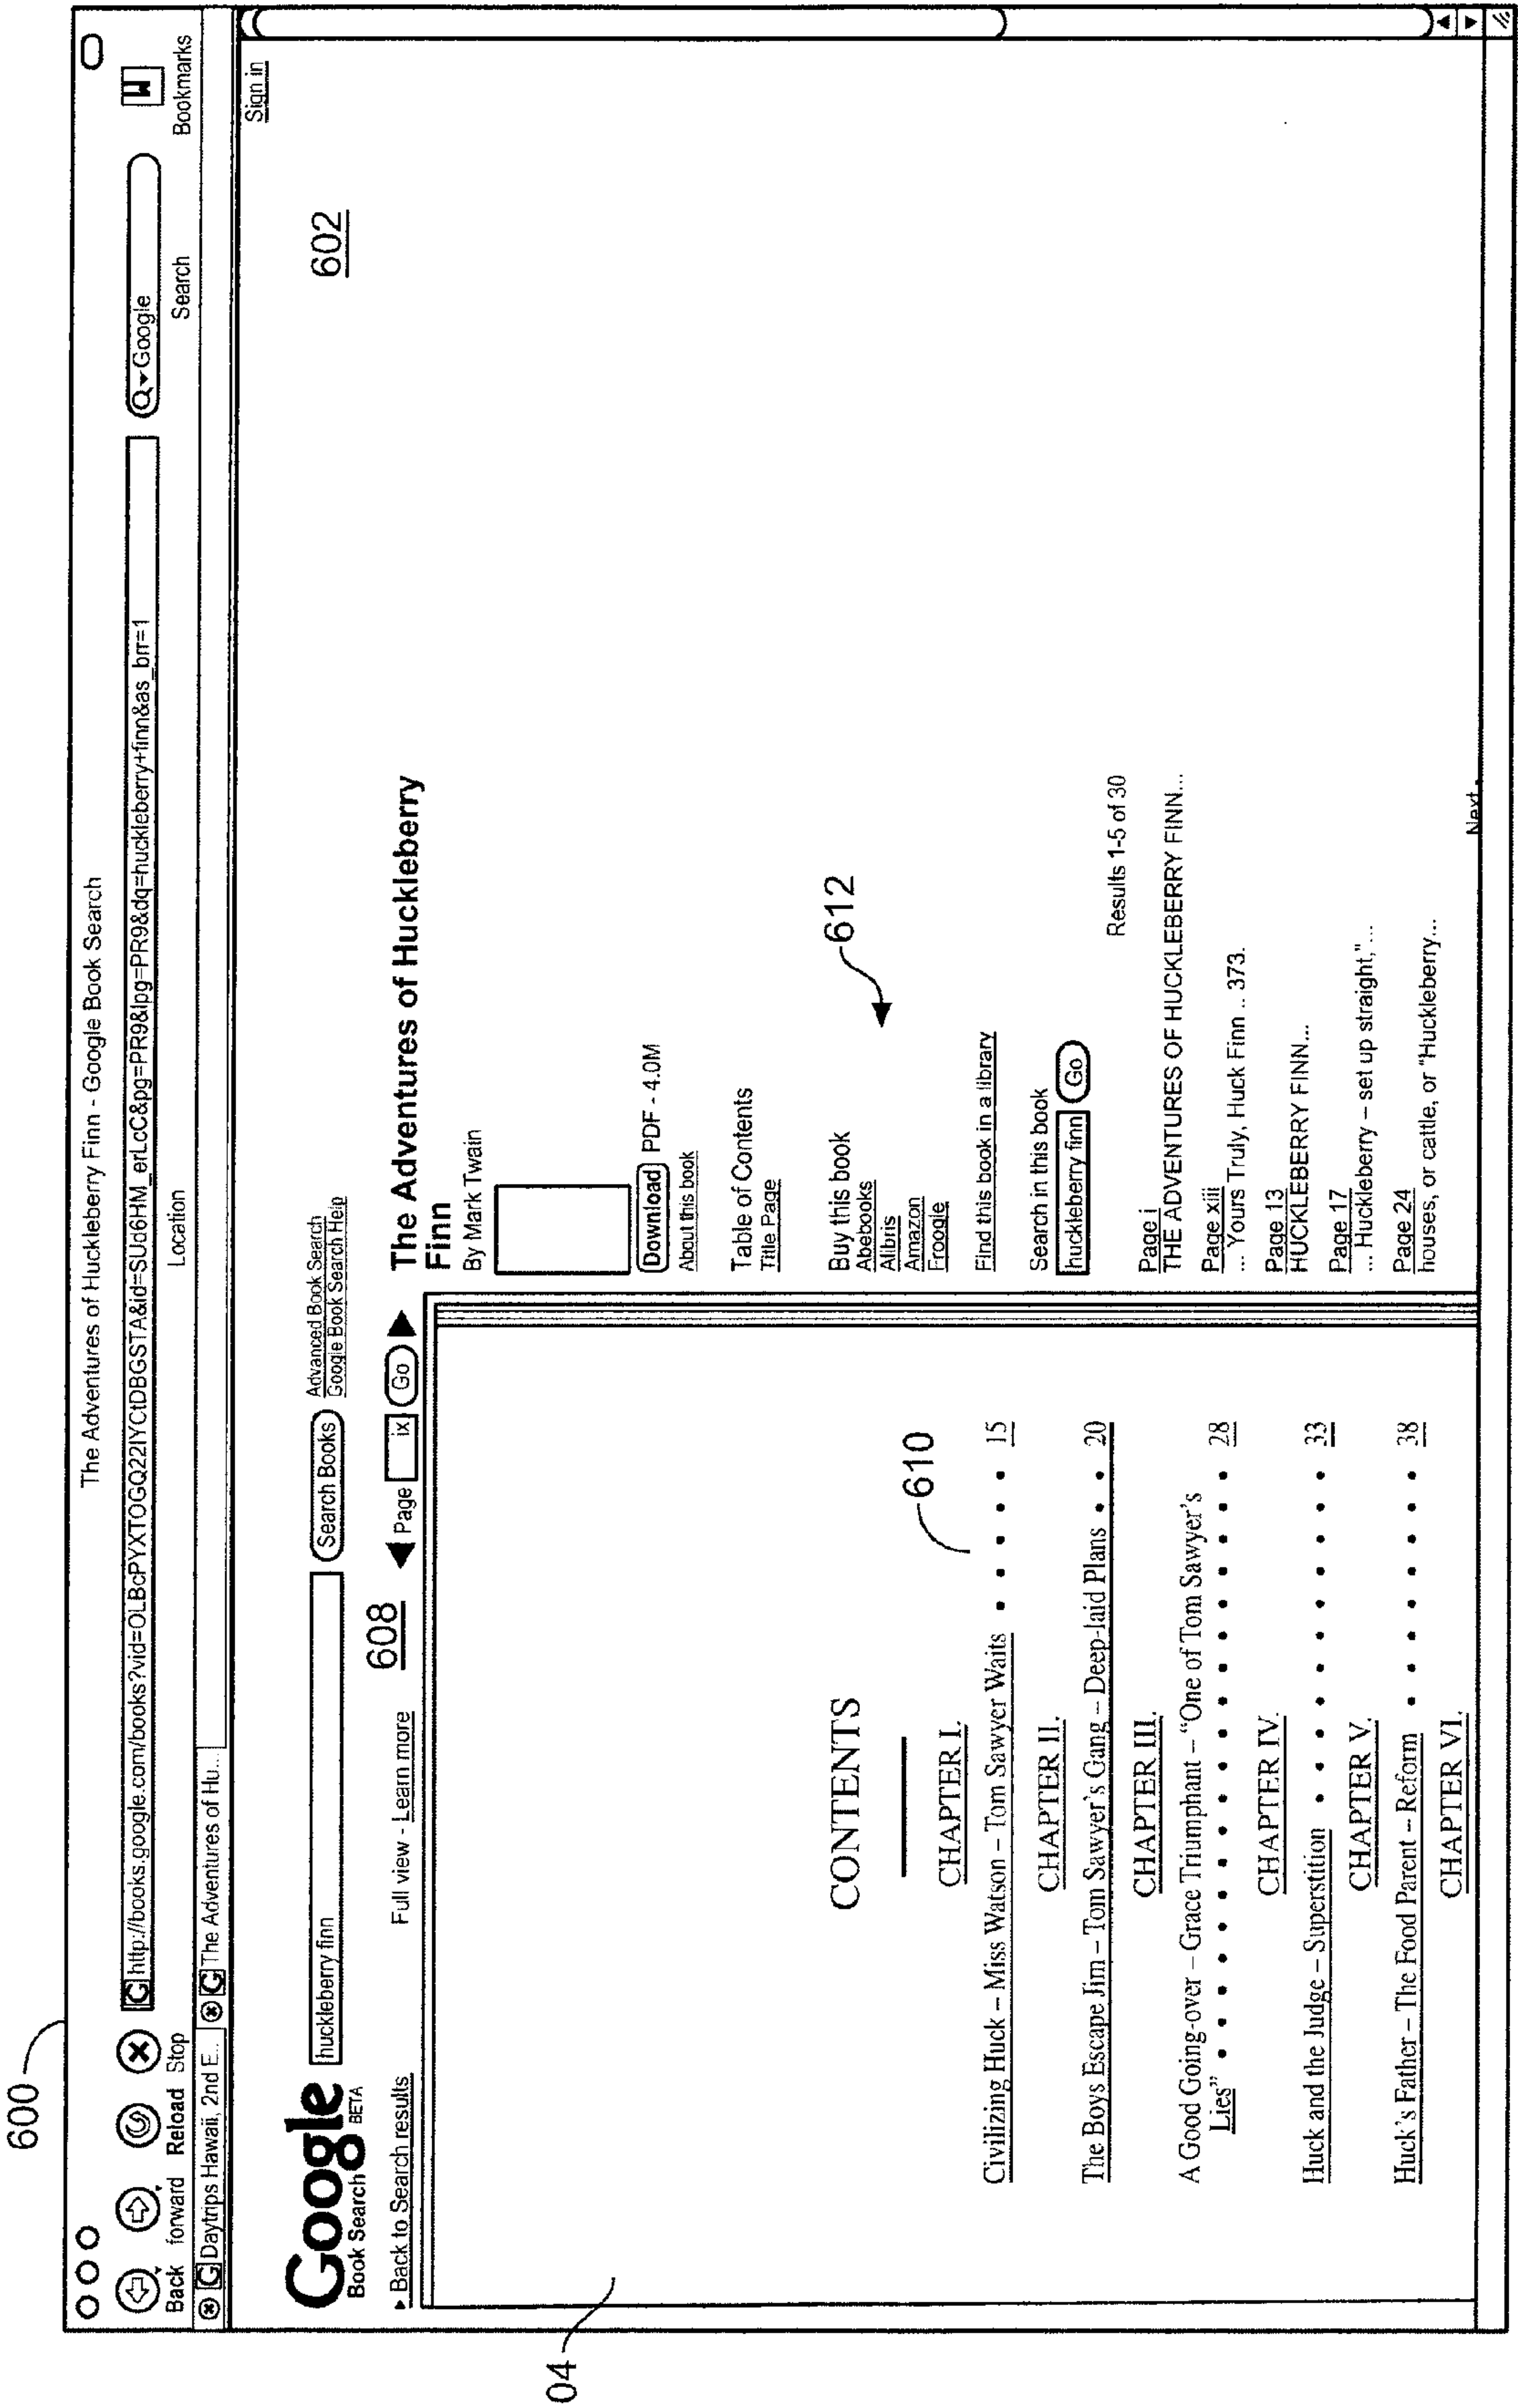 600
The Adventures of Huckleberry Finn - Google Book Search
G http://books.google.com/books?vid=OLBcPYXTOGQ22IYCtDBGSTA&id=SUd6HM_erLcC&pg=PR9&lpg=PR9&dq=huckleberry+finn&as_brr=1
Google
Back forward Reload Stop
Location
Search
Bookmarks
G Daytrips Hawaii, 2nd E..
G The Adventures of Hu...
Sign in
Google
Book Search BETA
huckleberry finn
Search Books
Advanced Book Search
Google Book Search Help
602
Back to Search results
Full view - Learn more
608
Page ix Go
04
CONTENTS
CHAPTER I.
Civilizing Huck – Miss Watson – Tom Sawyer Waits . . . . . 15
610
CHAPTER II.
The Boys Escape Jim – Tom Sawyer's Gang – Deep-laid Plans . . 20
CHAPTER III.
A Good Going-over – Grace Triumphant – “One of Tom Sawyer's
Lies” . . . . . . . . . . . . . . . . . . . 28
CHAPTER IV.
Huck and the Judge – Superstition . . . . . . . . . . . 33
CHAPTER V.
Huck's Father – The Food Parent – Reform . . . . . . . . 38
CHAPTER VI.
The Adventures of Huckleberry
Finn
By Mark Twain
Download PDF - 4.0M
About this book
Table of Contents
Title Page
612
Buy this book
Abebooks
Alibris
Amazon
Froogle
Find this book in a library
Search in this book
huckleberry finn Go
Results 1-5 of 30
Page i
THE ADVENTURES OF HUCKLEBERRY FINN...
Page xiii
... Yours Truly, Huck Finn .. 373.
Page 13
HUCKLEBERRY FINN...
Page 17
... Huckleberry – set up straight,"...
Page 24
houses, or cattle, or "Huckleberry...
Next